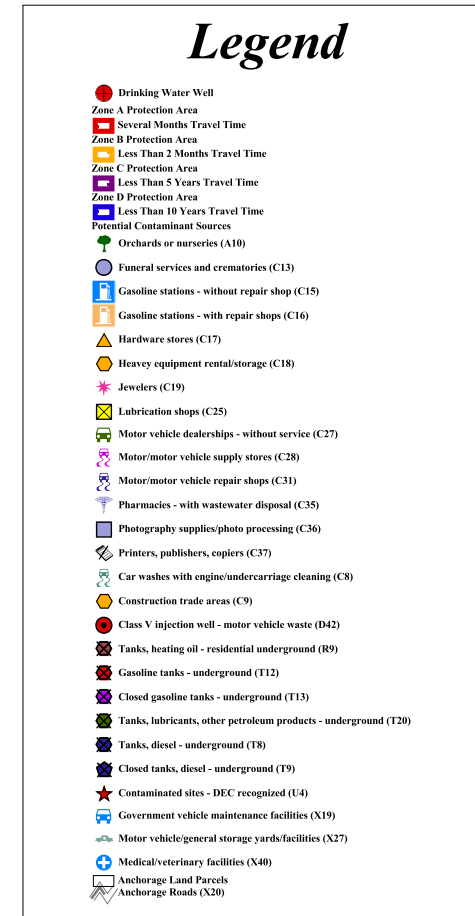 Legend
Drinking Water Well
Zone A Protection Area
Several Months Travel Time
Zone B Protection Area
Less Than 2 Months Travel Time
Zone C Protection Area
Less Than 5 Years Travel Time
Zone D Protection Area
Less Than 10 Years Travel Time
Potential Contaminant Sources
Orchards or nurseries (A10)
Funeral services and crematories (C13)
Gasoline stations - without repair shop (C15)
Gasoline stations - with repair shops (C16)
Hardware stores (C17)
Heavey equipment rental/storage (C18)
Jewelers (C19)
Lubrication shops (C25)
Motor vehicle dealerships - without service (C27)
Motor/motor vehicle supply stores (C28)
Motor/motor vehicle repair shops (C31)
Pharmacies - with wastewater disposal (C35)
Photography supplies/photo processing (C36)
Printers, publishers, copiers (C37)
Car washes with engine/undercarriage cleaning (C8)
Construction trade areas (C9)
Class V injection well - motor vehicle waste (D42)
Tanks, heating oil - residential underground (R9)
Gasoline tanks - underground (T12)
Closed gasoline tanks - underground (T13)
Tanks, lubricants, other petroleum products - underground (T20)
Tanks, diesel - underground (T8)
Closed tanks, diesel - underground (T9)
Contaminated sites - DEC recognized (U4)
Government vehicle maintenance facilities (X19)
Motor vehicle/general storage yards/facilities (X27)
Medical/veterinary facilities (X40)
Anchorage Land Parcels
Anchorage Roads (X20)